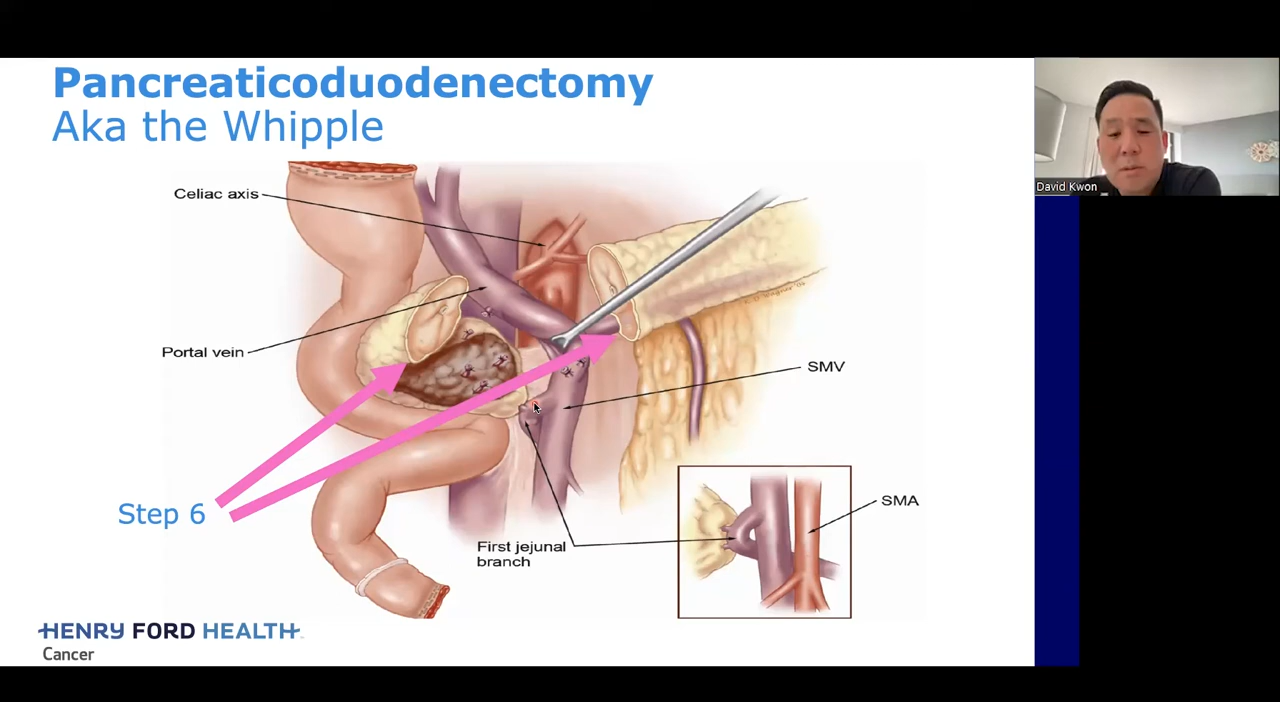 Pancreaticoduodenectomy
Aka the Whipple
Celiac axis
Portal vein
SMV
Step 6
SMA
First jejunal
branch
HENRY FORD HEALTH
Cancer
David Kwon